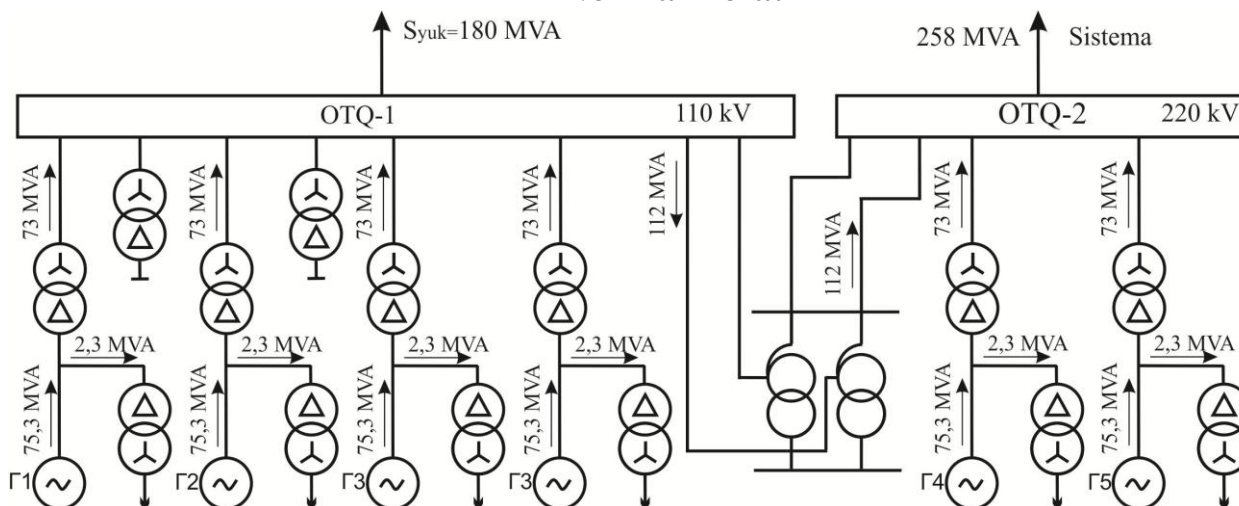 Syuk=180 MVA
258 MVA Sistema
OTQ-1 110 kV
OTQ-2 220 kV
73 MVA
73 MVA
73 MVA
73 MVA
112 MVA
112 MVA
73 MVA
73 MVA
2,3 MVA
2,3 MVA
2,3 MVA
2,3 MVA
2,3 MVA
2,3 MVA
75,3 MVA
75,3 MVA
75,3 MVA
75,3 MVA
75,3 MVA
75,3 MVA
Г1
Г2
Г3
Г3
Г4
Г5